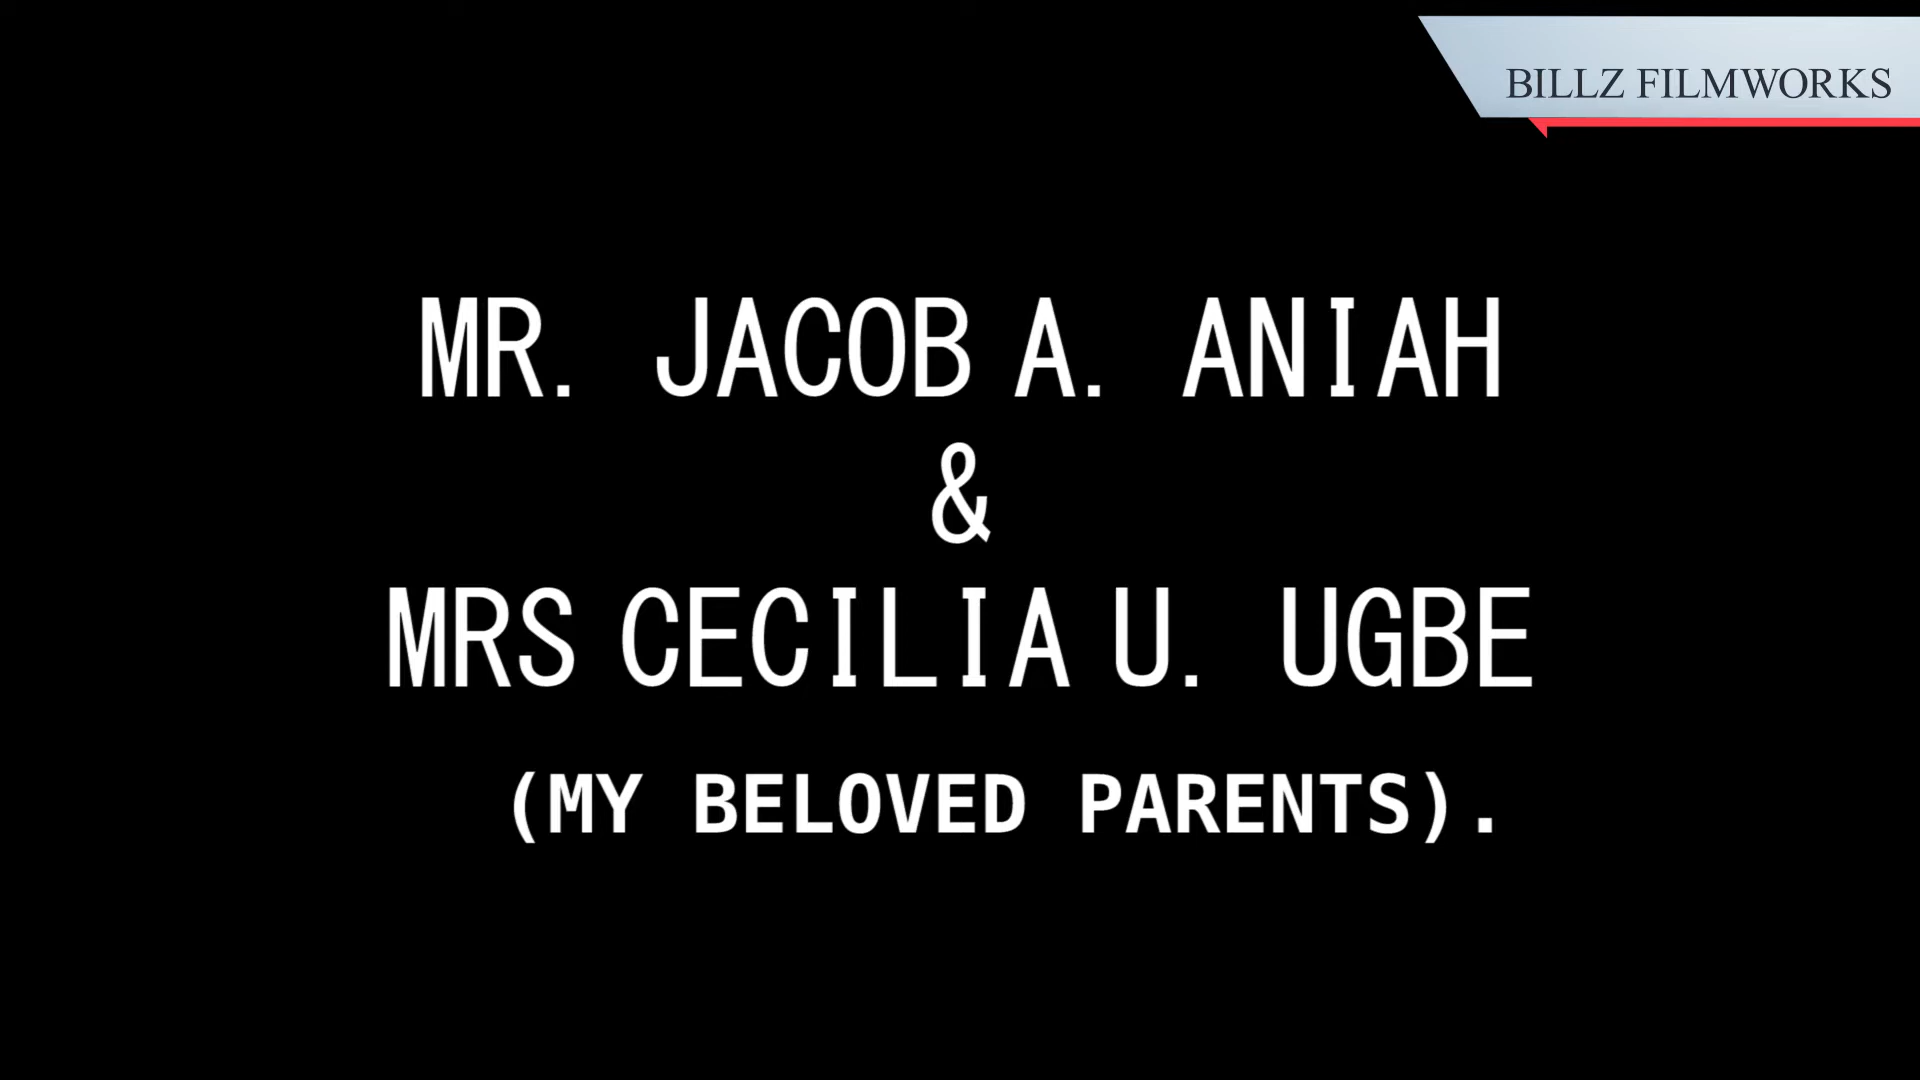 BILLZ FILMWORKS
MR. JACOB A. ANIAH
&
MRS CECILIA U. UGBE
(MY BELOVED PARENTS).